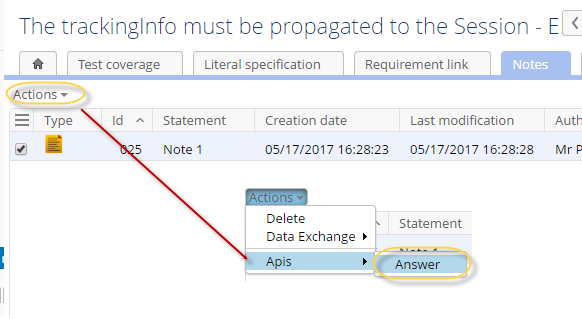 The trackingInfo must be propagated to the Session - E
Test coverage Literal specification Requirement link Notes
Actions
Type Id Statement Creation date Last modification Auth
025 Note 1 05/17/2017 16:28:23 05/17/2017 16:28:28 Mr P
Actions
Delete Statement
Data Exchange
Apis Answer